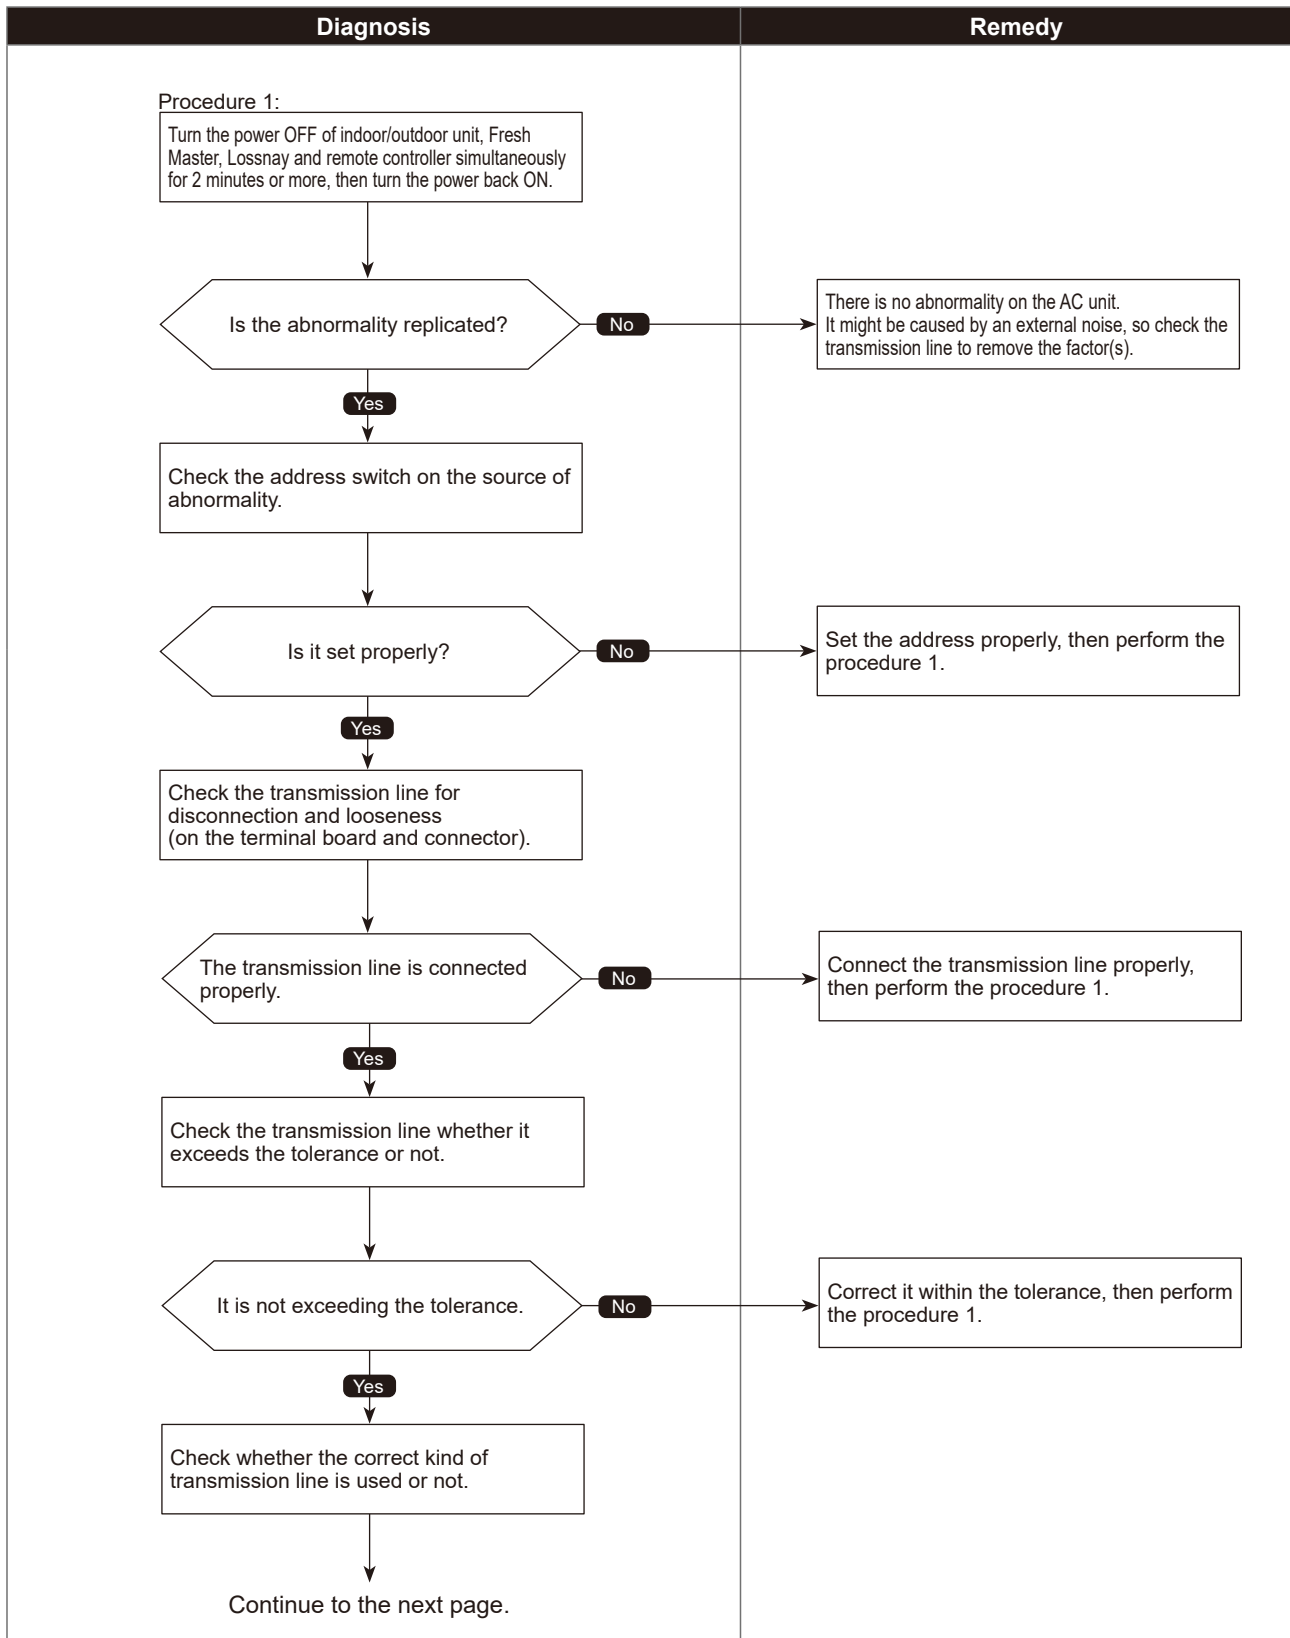 Diagnosis
Remedy
Procedure 1:
Turn the power OFF of indoor/outdoor unit, Fresh
Master, Lossnay and remote controller simultaneously
for 2 minutes or more, then turn the power back ON.
Is the abnormality replicated?
No
There is no abnormality on the AC unit.
It might be caused by an external noise, so check the
transmission line to remove the factor(s).
Yes
Check the address switch on the source of
abnormality.
Is it set properly?
No
Set the address properly, then perform the
procedure 1.
Yes
Check the transmission line for
disconnection and looseness
(on the terminal board and connector).
The transmission line is connected
properly.
No
Connect the transmission line properly,
then perform the procedure 1.
Yes
Check the transmission line whether it
exceeds the tolerance or not.
It is not exceeding the tolerance.
No
Correct it within the tolerance, then perform
the procedure 1.
Yes
Check whether the correct kind of
transmission line is used or not.
Continue to the next page.